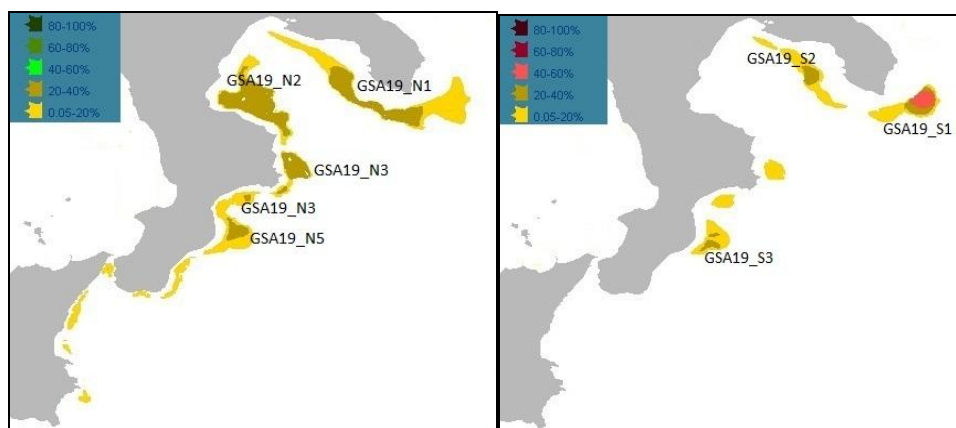 80-100%
60-80%
40-60%
20-40%
0.05-20%
GSA19_N2
GSA19_N1
GSA19_N3
GSA19_N3
GSA19_N5
80-100%
60-80%
40-60%
20-40%
0.05-20%
GSA19_S2
GSA19_S1
GSA19_S3